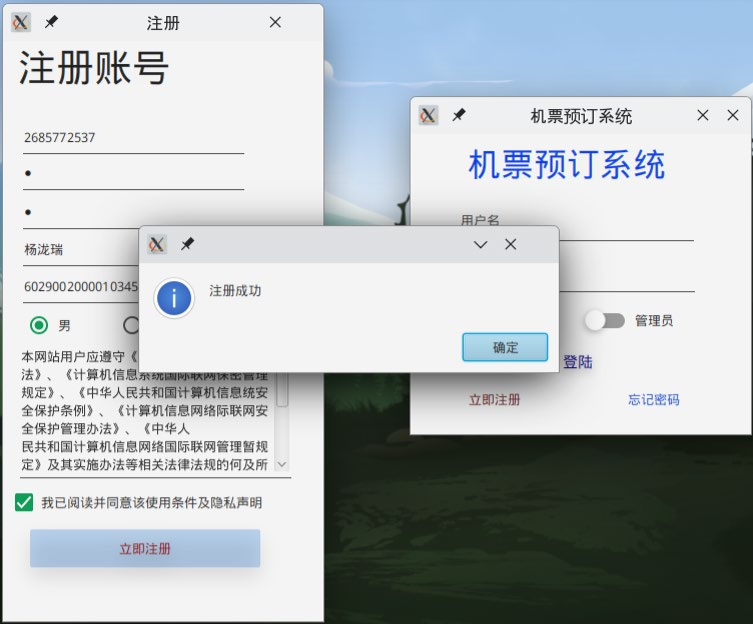 注册
注册账号
2685772537
杨泷瑞
6029002000010345
男
本网站用户应遵守《
法》、《计算机信息系统国际联网保密管理
规定》、《中华人民共和国计算机信息统安
全保护条例》、《计算机信息网络际联网安
全保护管理办法》、《中华人
民共和国计算机信息网络国际联网管理暂规
定》及其实施办法等相关法律法规的何及所
我已阅读并同意该使用条件及隐私声明
立即注册
注册成功
确定
机票预订系统
机票预订系统
用户名
管理员
登陆
立即注册
忘记密码